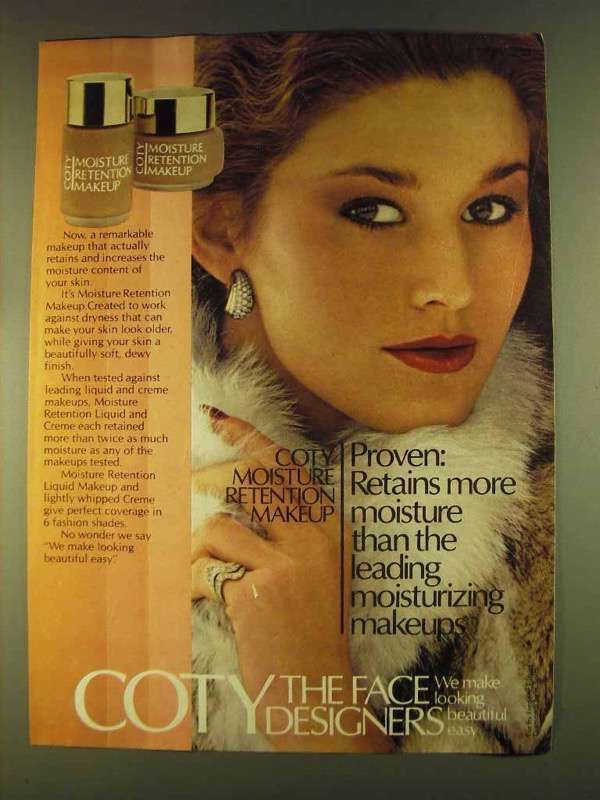 COTY
MOISTURE
RETENTION
MAKEUP
COTY
MOISTURE
RETENTION
MAKEUP
Now, a remarkable
makeup that actually
retains and increases the
moisture content of
your skin.
It's Moisture Retention
Makeup. Created to work
against dryness that can
make your skin look older,
while giving your skin a
beautifully soft, dewy
finish.
When tested against
leading liquid and creme
makeups, Moisture
Retention Liquid and
Creme each retained
more than twice as much
moisture as any of the
makeups tested.
Moisture Retention
Liquid Makeup and
lightly whipped Creme
give perfect coverage in
6 fashion shades.
No wonder we say
"We make looking
beautiful easy."
COTY
MOISTURE
RETENTION
MAKEUP
Proven:
Retains more
moisture
than the
leading
moisturizing
makeups
COTY
THE FACE
DESIGNERS
We make
looking
beautiful
easy